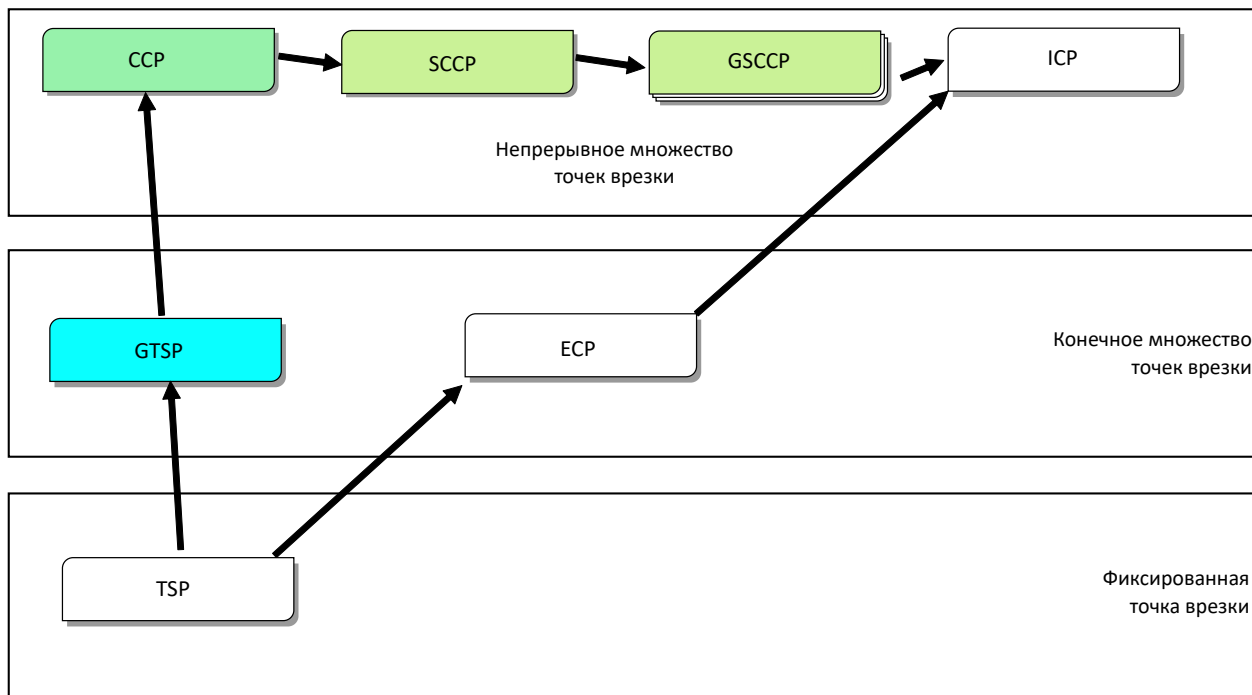 CCP
SCCP
GSCCP
ICP
Непрерывное множество
точек врезки
GTSP
ECP
Конечное множество
точек врезки
TSP
Фиксированная
точка врезки